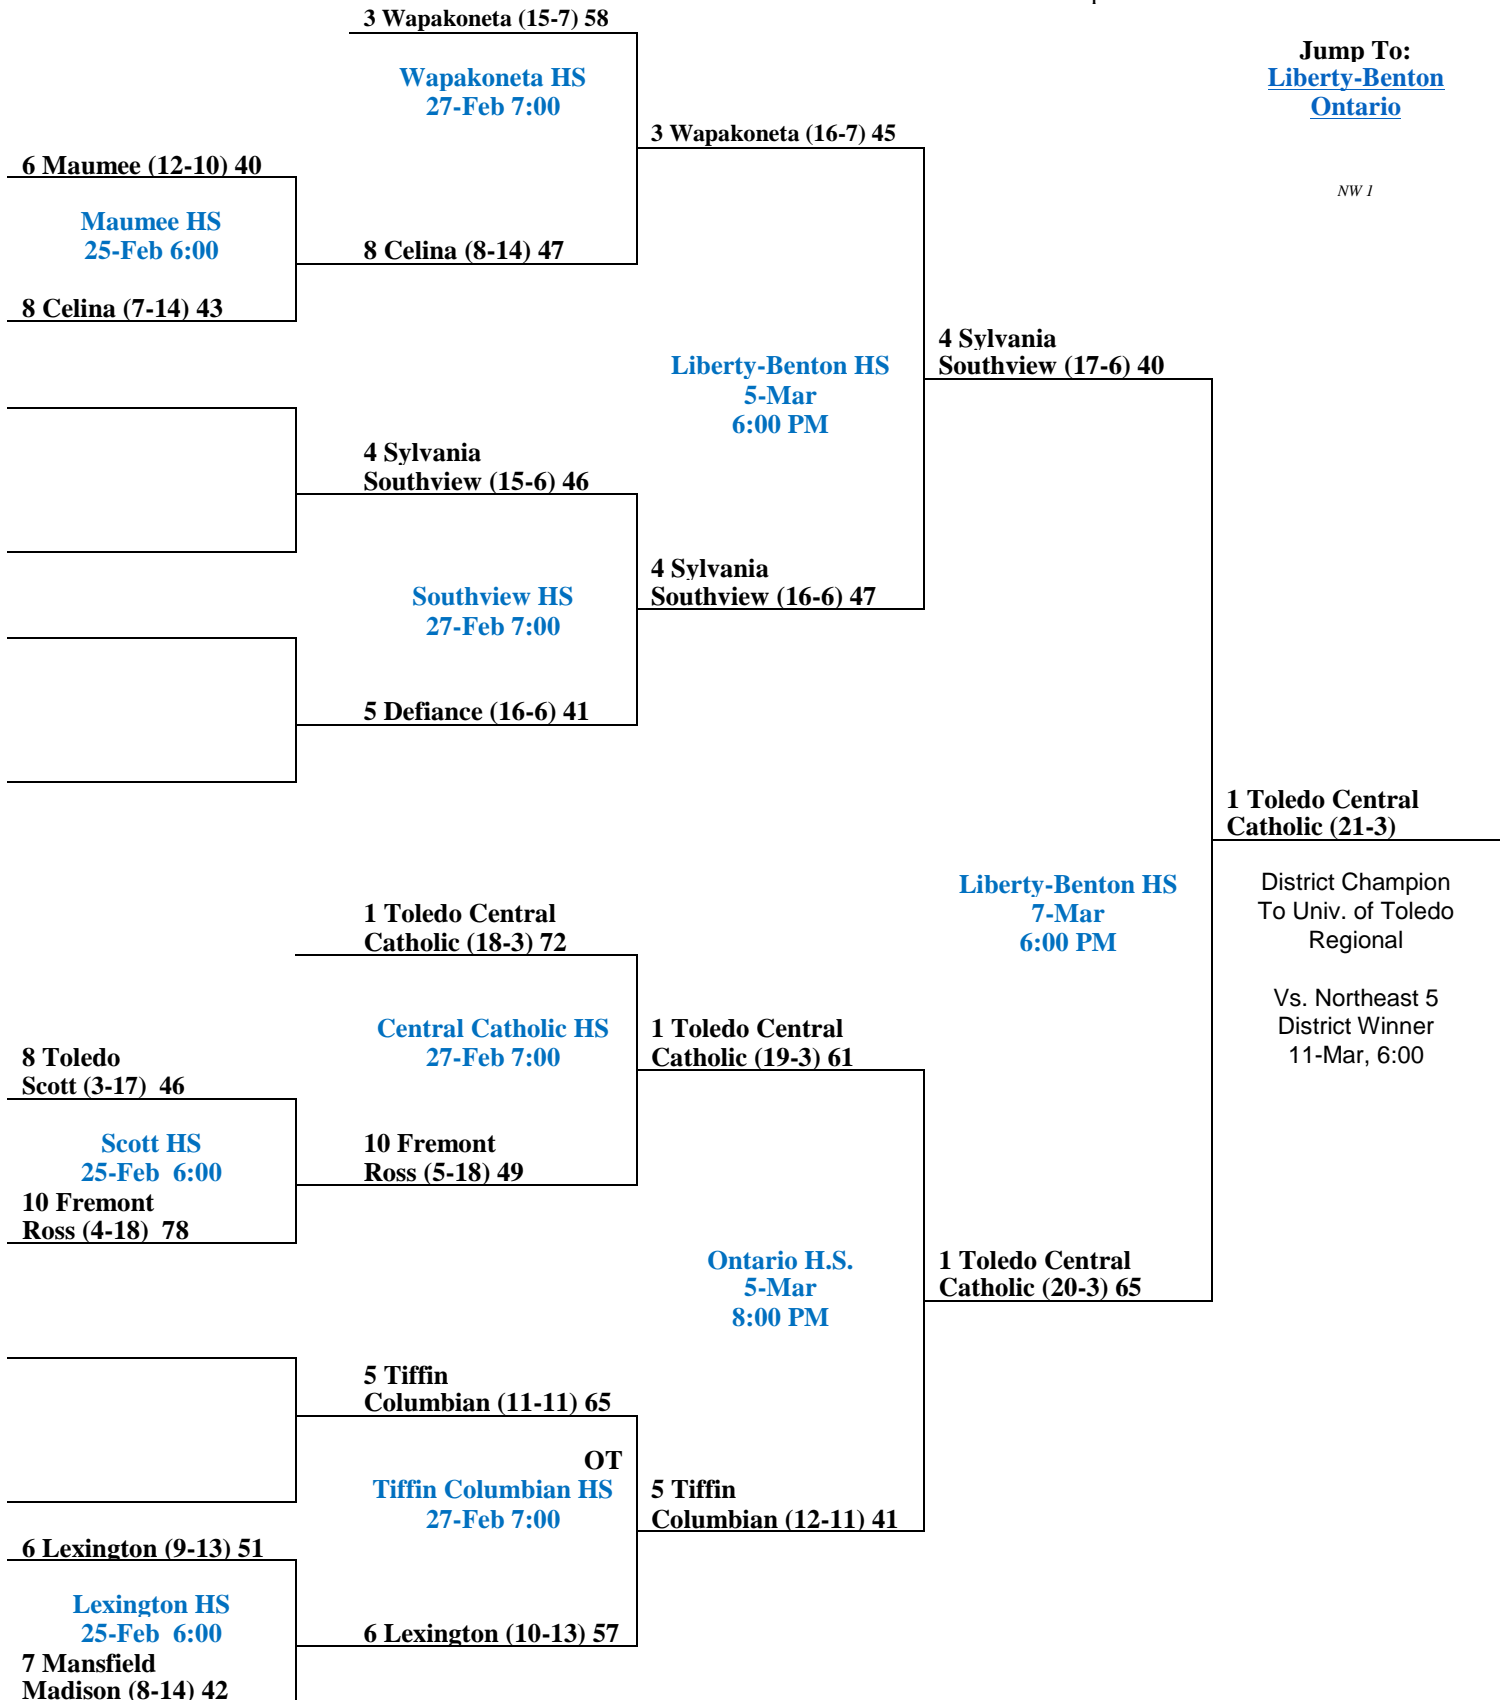 3 Wapakoneta (15-7) 58
Jump To:
Liberty-Benton
Ontario
NW 1
Wapakoneta HS
27-Feb 7:00
3 Wapakoneta (16-7) 45
6 Maumee (12-10) 40
Maumee HS
25-Feb 6:00
8 Celina (8-14) 47
8 Celina (7-14) 43
4 Sylvania
Southview (17-6) 40
Liberty-Benton HS
5-Mar
6:00 PM
4 Sylvania
Southview (15-6) 46
Southview HS
27-Feb 7:00
4 Sylvania
Southview (16-6) 47
5 Defiance (16-6) 41
1 Toledo Central
Catholic (21-3)
District Champion
To Univ. of Toledo
Regional
Vs. Northeast 5
District Winner
11-Mar, 6:00
Liberty-Benton HS
7-Mar
6:00 PM
1 Toledo Central
Catholic (18-3) 72
Central Catholic HS
27-Feb 7:00
1 Toledo Central
Catholic (19-3) 61
8 Toledo
Scott (3-17)  46
Scott HS
25-Feb  6:00
10 Fremont
Ross (5-18) 49
10 Fremont
Ross (4-18)  78
Ontario H.S.
5-Mar
8:00 PM
1 Toledo Central
Catholic (20-3) 65
5 Tiffin
Columbian (11-11) 65
OT
Tiffin Columbian HS
27-Feb 7:00
5 Tiffin
Columbian (12-11) 41
6 Lexington (9-13) 51
Lexington HS
25-Feb  6:00
6 Lexington (10-13) 57
7 Mansfield
Madison (8-14) 42